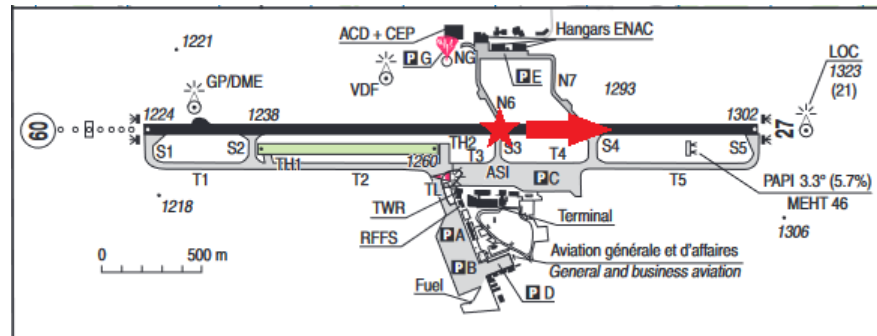 ACD + CEP
Hangars ENAC
1221
P G
NG
LOC
1323
(21)
GP/DME
VDF
P E
N7
1293
1224
1238
N6
1302
09
27
S1
S2
TH1
1260
TH2
T3
S3
T4
S4
S5
T1
T2
TL
ASI
P C
T5
PAPI 3.3° (5.7%)
MEHT 46
1218
TWR
Terminal
1306
RFFS
P A
0
500 m
Aviation générale et d'affaires
General and business aviation
P B
Fuel
P D